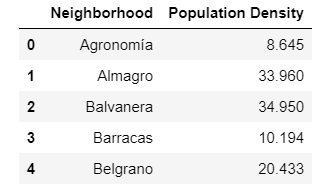 Neighborhood Population Density
0 Agronomía 8.645
1 Almagro 33.960
2 Balvanera 34.950
3 Barracas 10.194
4 Belgrano 20.433